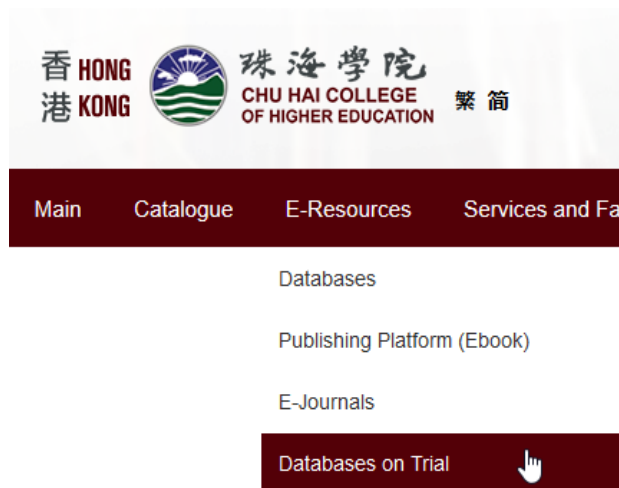 香 HONG
港 KONG
珠海學院
CHU HAI COLLEGE
OF HIGHER EDUCATION
繁 简
Main Catalogue E-Resources Services and Fa
Databases
Publishing Platform (Ebook)
E-Journals
Databases on Trial